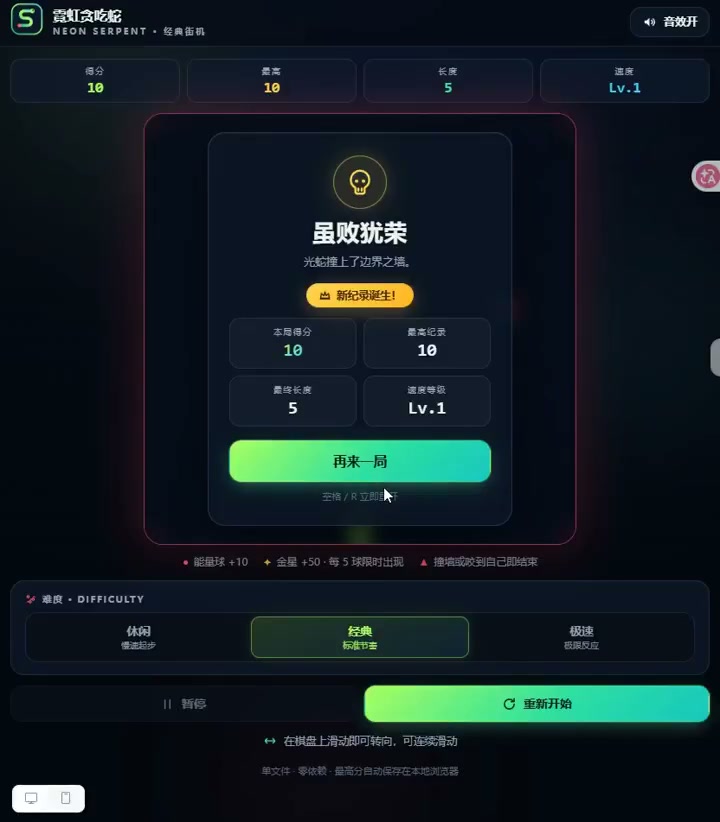 霓虹贪吃蛇
NEON SERPENT • 经典街机
音效开
得分
10
最高
10
长度
5
速度
Lv.1
虽败犹荣
光蛇撞上了边界之墙。
新纪录诞生!
本局得分
10
最高纪录
10
最终长度
5
速度等级
Lv.1
再来一局
空格 / R 立即重开
能量球 +10 金星 +50 · 每 5 球限时出现 撞墙或咬到自己即结束
难度 • DIFFICULTY
休闲
慢速起步
经典
标准节奏
极速
极限反应
暂停
重新开始
在棋盘上滑动即可转向，可连续滑动
单文件 · 零依赖 · 最高分自动保存在本地浏览器